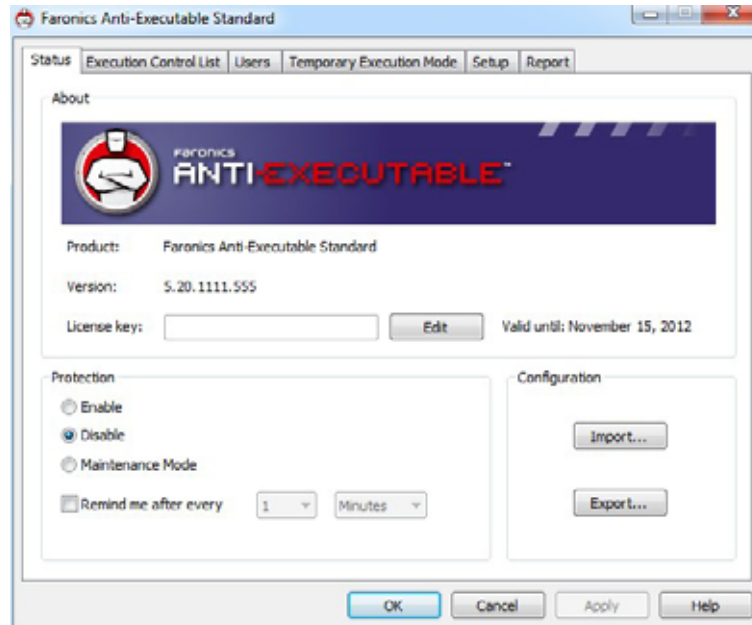 Faronics Anti-Executable Standard
Status Execution Control List Users Temporary Execution Mode Setup Report
About
FARONICS
ANTI-EXECUTABLE™
Product: Faronics Anti-Executable Standard
Version: 5.20.1111.555
License key: Edit Valid until: November 15, 2012
Protection Configuration
Enable
Disable Import...
Maintenance Mode
Remind me after every 1 Minutes Export...
OK Cancel Apply Help